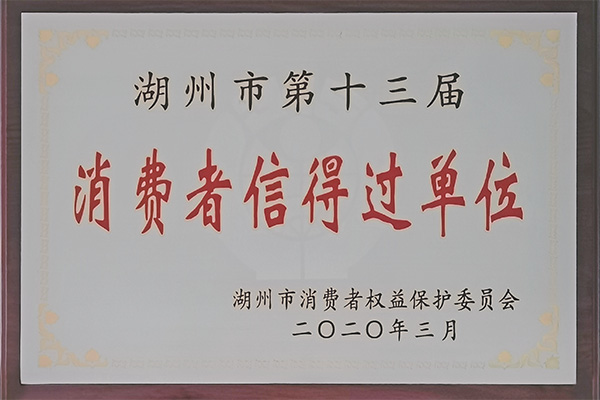 湖州市第十三届
消费者信得过单位
湖州市消费者权益保护委员会
二〇二〇年三月